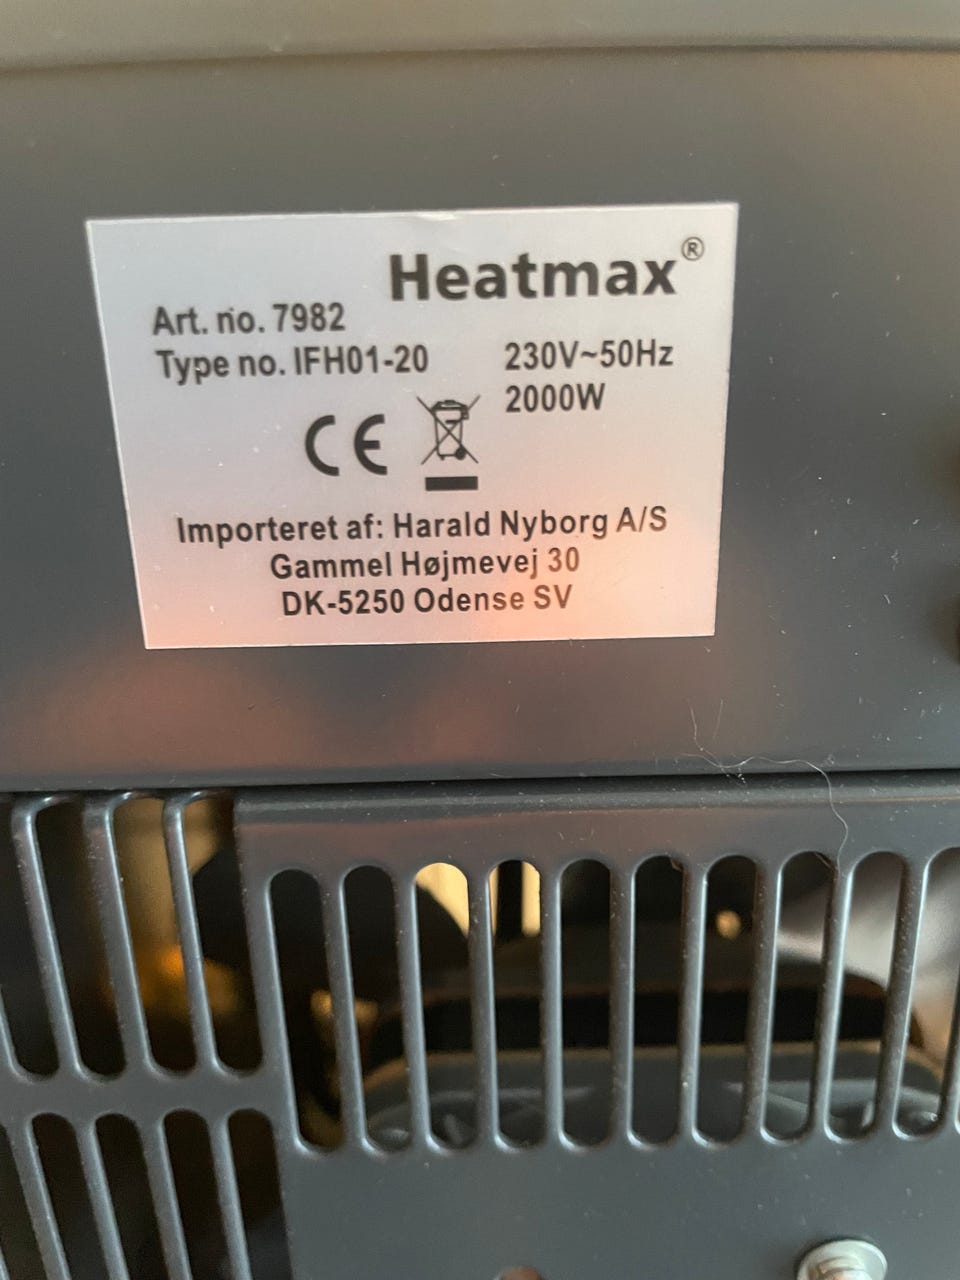 Heatmax®
Art. no. 7982
Type no. IFH01-20
230V~50Hz
2000W
CE
Importeret af: Harald Nyborg A/S
Gammel Højmevej 30
DK-5250 Odense SV